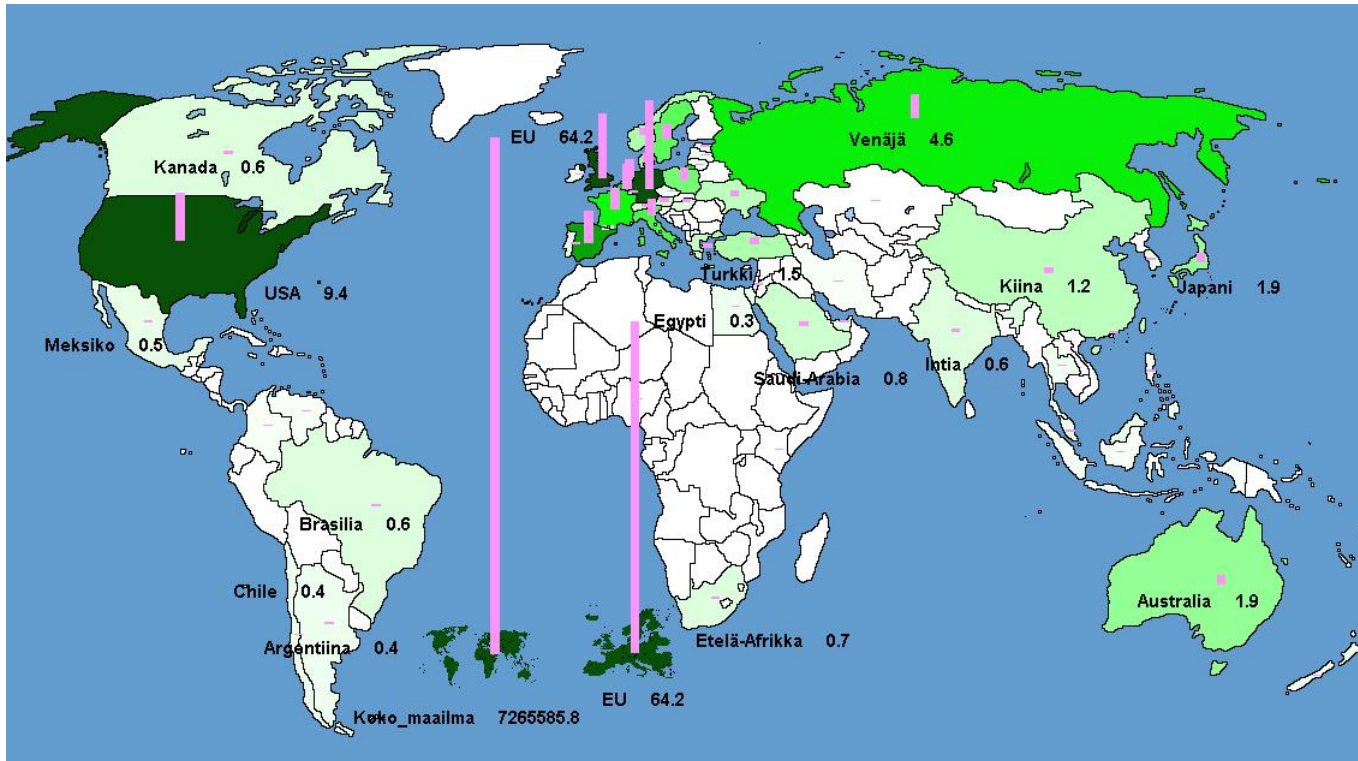 EU 64.2
Venäjä 4.6
Kanada 0.6
Turkki 1.5
Kiina 1.2
Japani 1.9
USA 9.4
Egypti 0.3
Meksiko 0.5
Intia 0.6
Saudi-Arabia 0.8
Brasilia 0.6
Chile 0.4
Australia 1.9
Argentiina 0.4
Etelä-Afrikka 0.7
EU 64.2
Koko_maailma 7265585.8